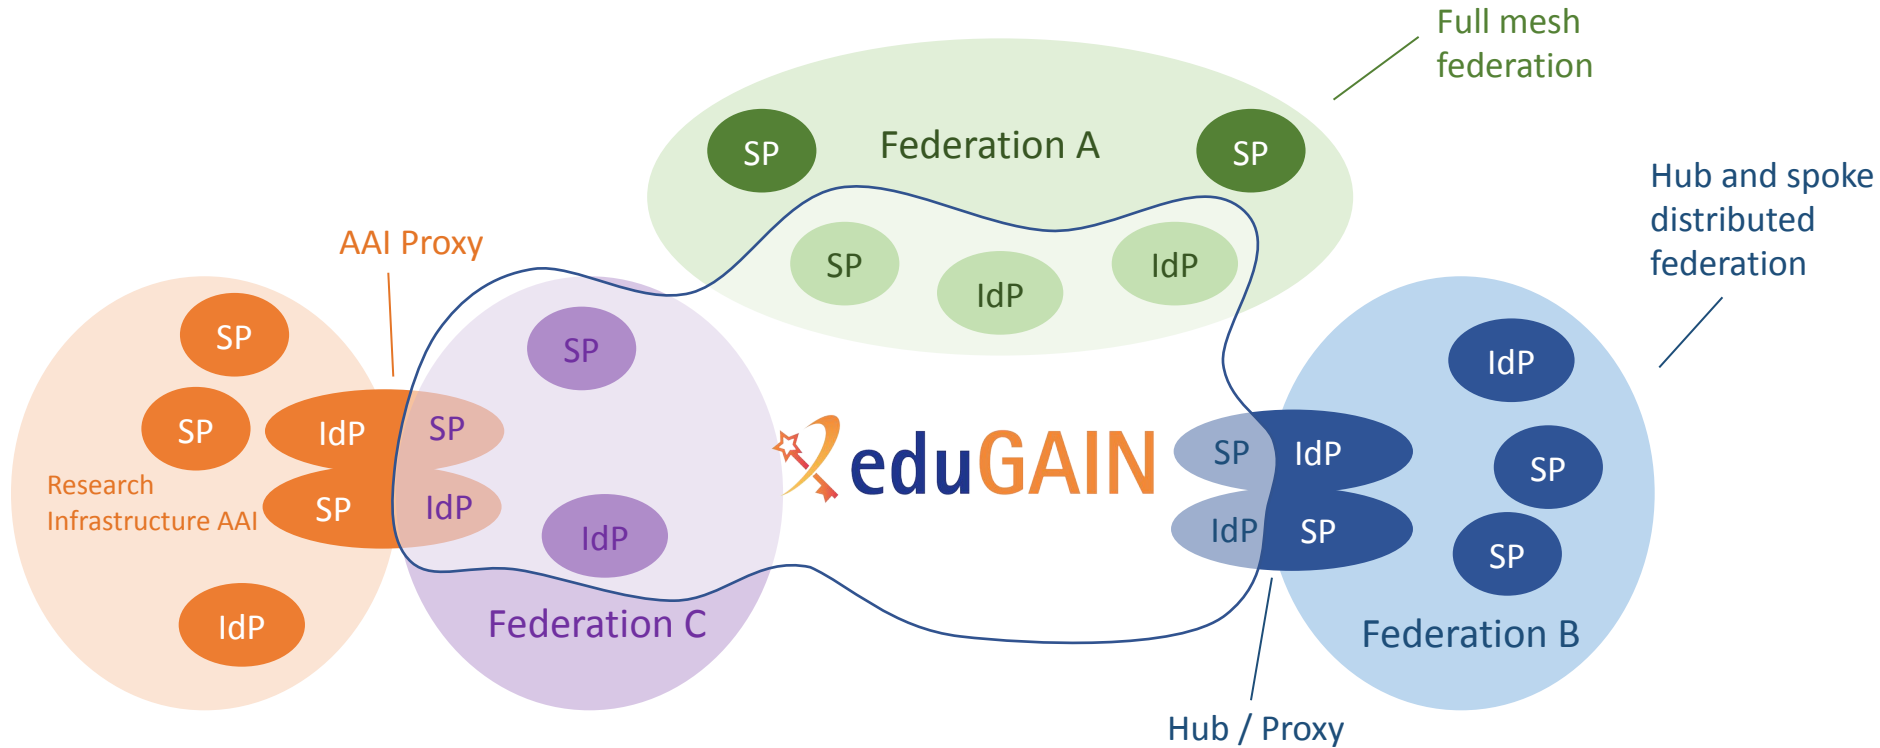 Full mesh
federation
SP
Federation A
SP
Hub and spoke
distributed
federation
AAI Proxy
SP
IdP
IdP
SP
SP
IdP
SP
SP
IdP
Research
Infrastructure AAI
SP
IdP
IdP
IdP
Federation C
eduGAIN
SP
IdP
IdP
SP
IdP
SP
SP
Federation B
Hub / Proxy